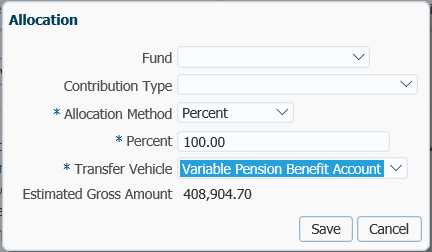 Allocation
Fund
Contribution Type
* Allocation Method Percent
* Percent 100.00
* Transfer Vehicle Variable Pension Benefit Account
Estimated Gross Amount 408,904.70
Save Cancel